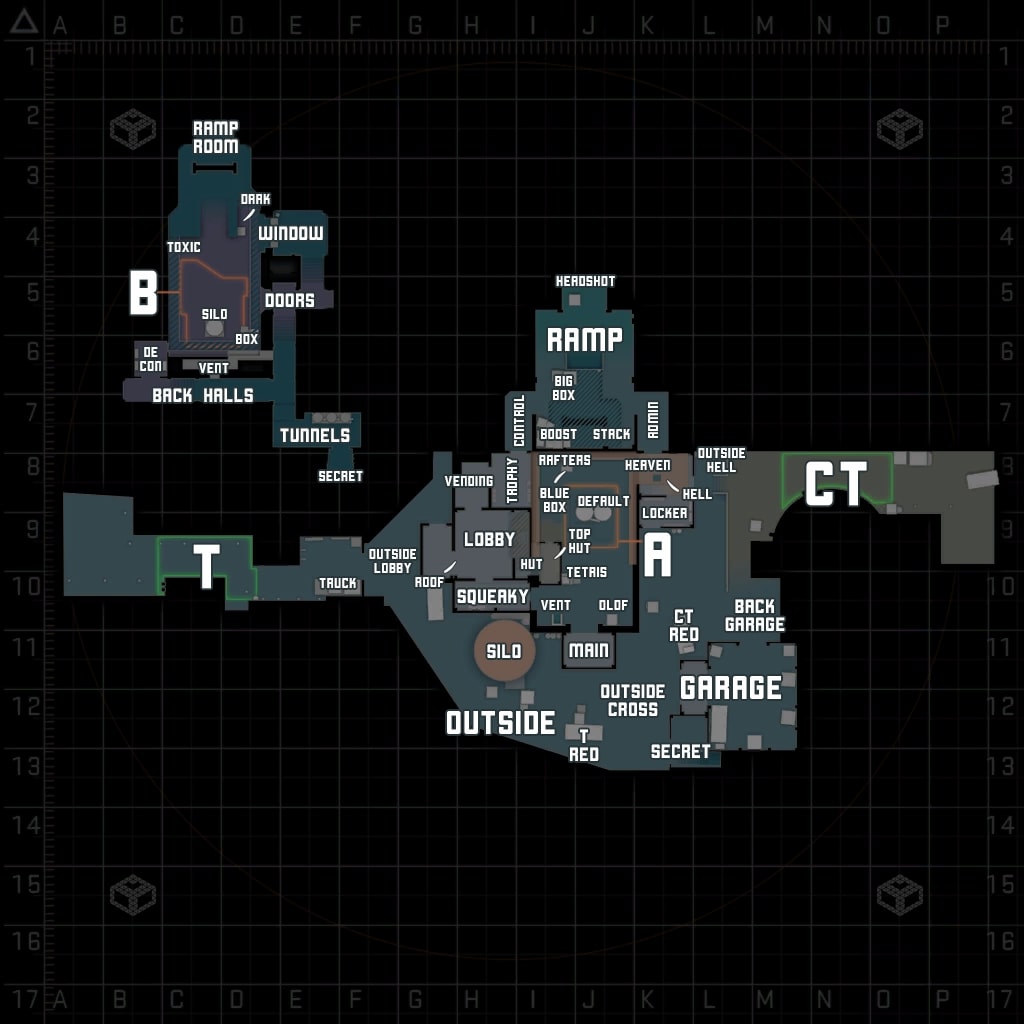 A B C D E F G H I J K L M N O P
1 1
2 2
RAMP
ROOM
3 3
DARK
4 4
WINDOW
TOXIC
B
5 5
DOORS
HEADSHOT
SILO
BOX
RAMP
6 6
DE
CON
VENT
BACK HALLS
BIG
BOX
7 7
CONTROL
ADMIN
TUNNELS
BOOST
STACK
8 8
SECRET
RAFTERS
HEAVEN
OUTSIDE
HELL
CT
VENDING
TROPHY
BLUE
BOX
DEFAULT
HELL
LOCKER
9 9
LOBBY
TOP
HUT
A
T
OUTSIDE
LOBBY
HUT
TETRIS
10 10
TRUCK
ROOF
SQUEAKY
VENT
OLOF
BACK
GARAGE
CT
RED
11 11
SILO
MAIN
GARAGE
12 12
OUTSIDE
CROSS
OUTSIDE
T
RED
SECRET
13 13
14 14
15 15
16 16
17 A B C D E F G H I J K L M N O P 17